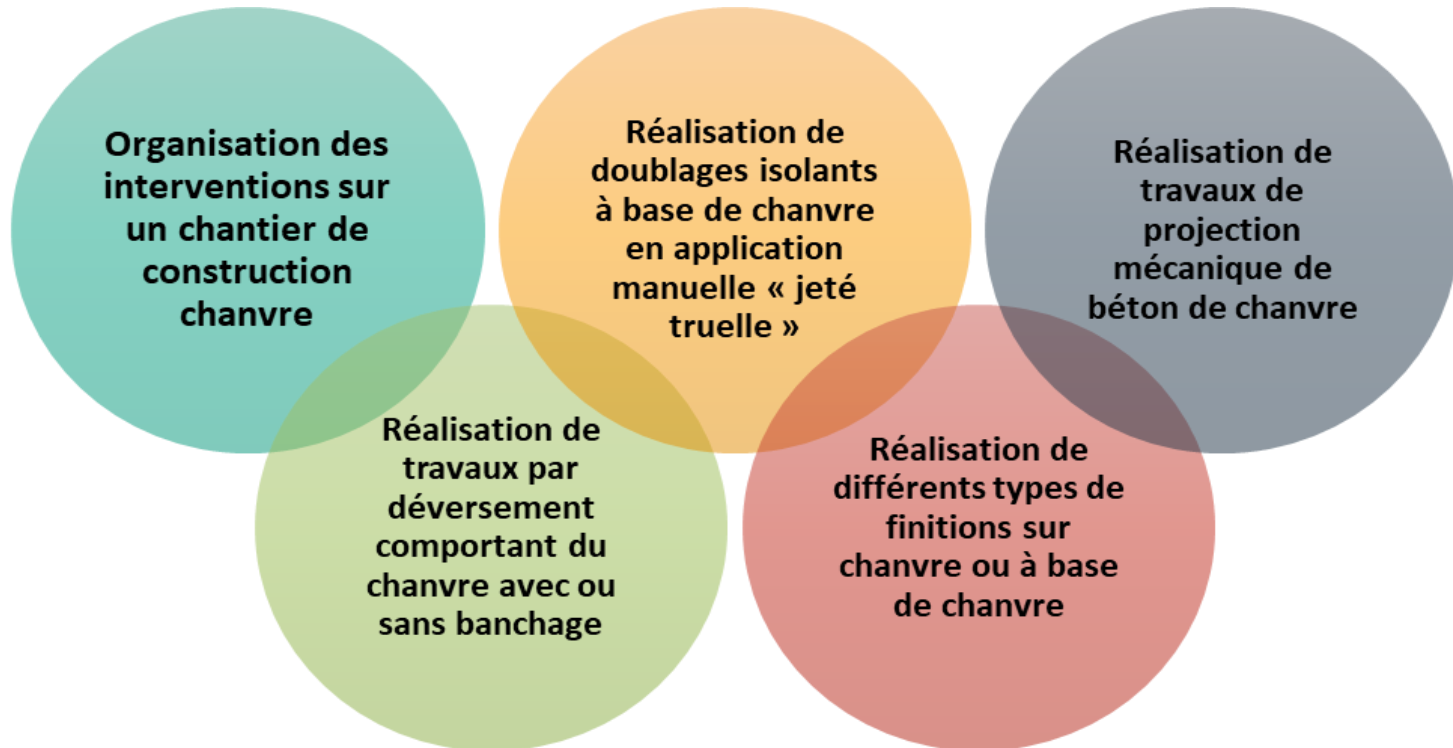 Organisation des
interventions sur
un chantier de
construction
chanvre
Réalisation de
travaux par
déversement
comportant du
chanvre avec ou
sans banchage
Réalisation de
doublages isolants
à base de chanvre
en application
manuelle « jeté
truelle »
Réalisation de
différents types de
finitions sur
chanvre ou à base
de chanvre
Réalisation de
travaux de
projection
mécanique de
béton de chanvre